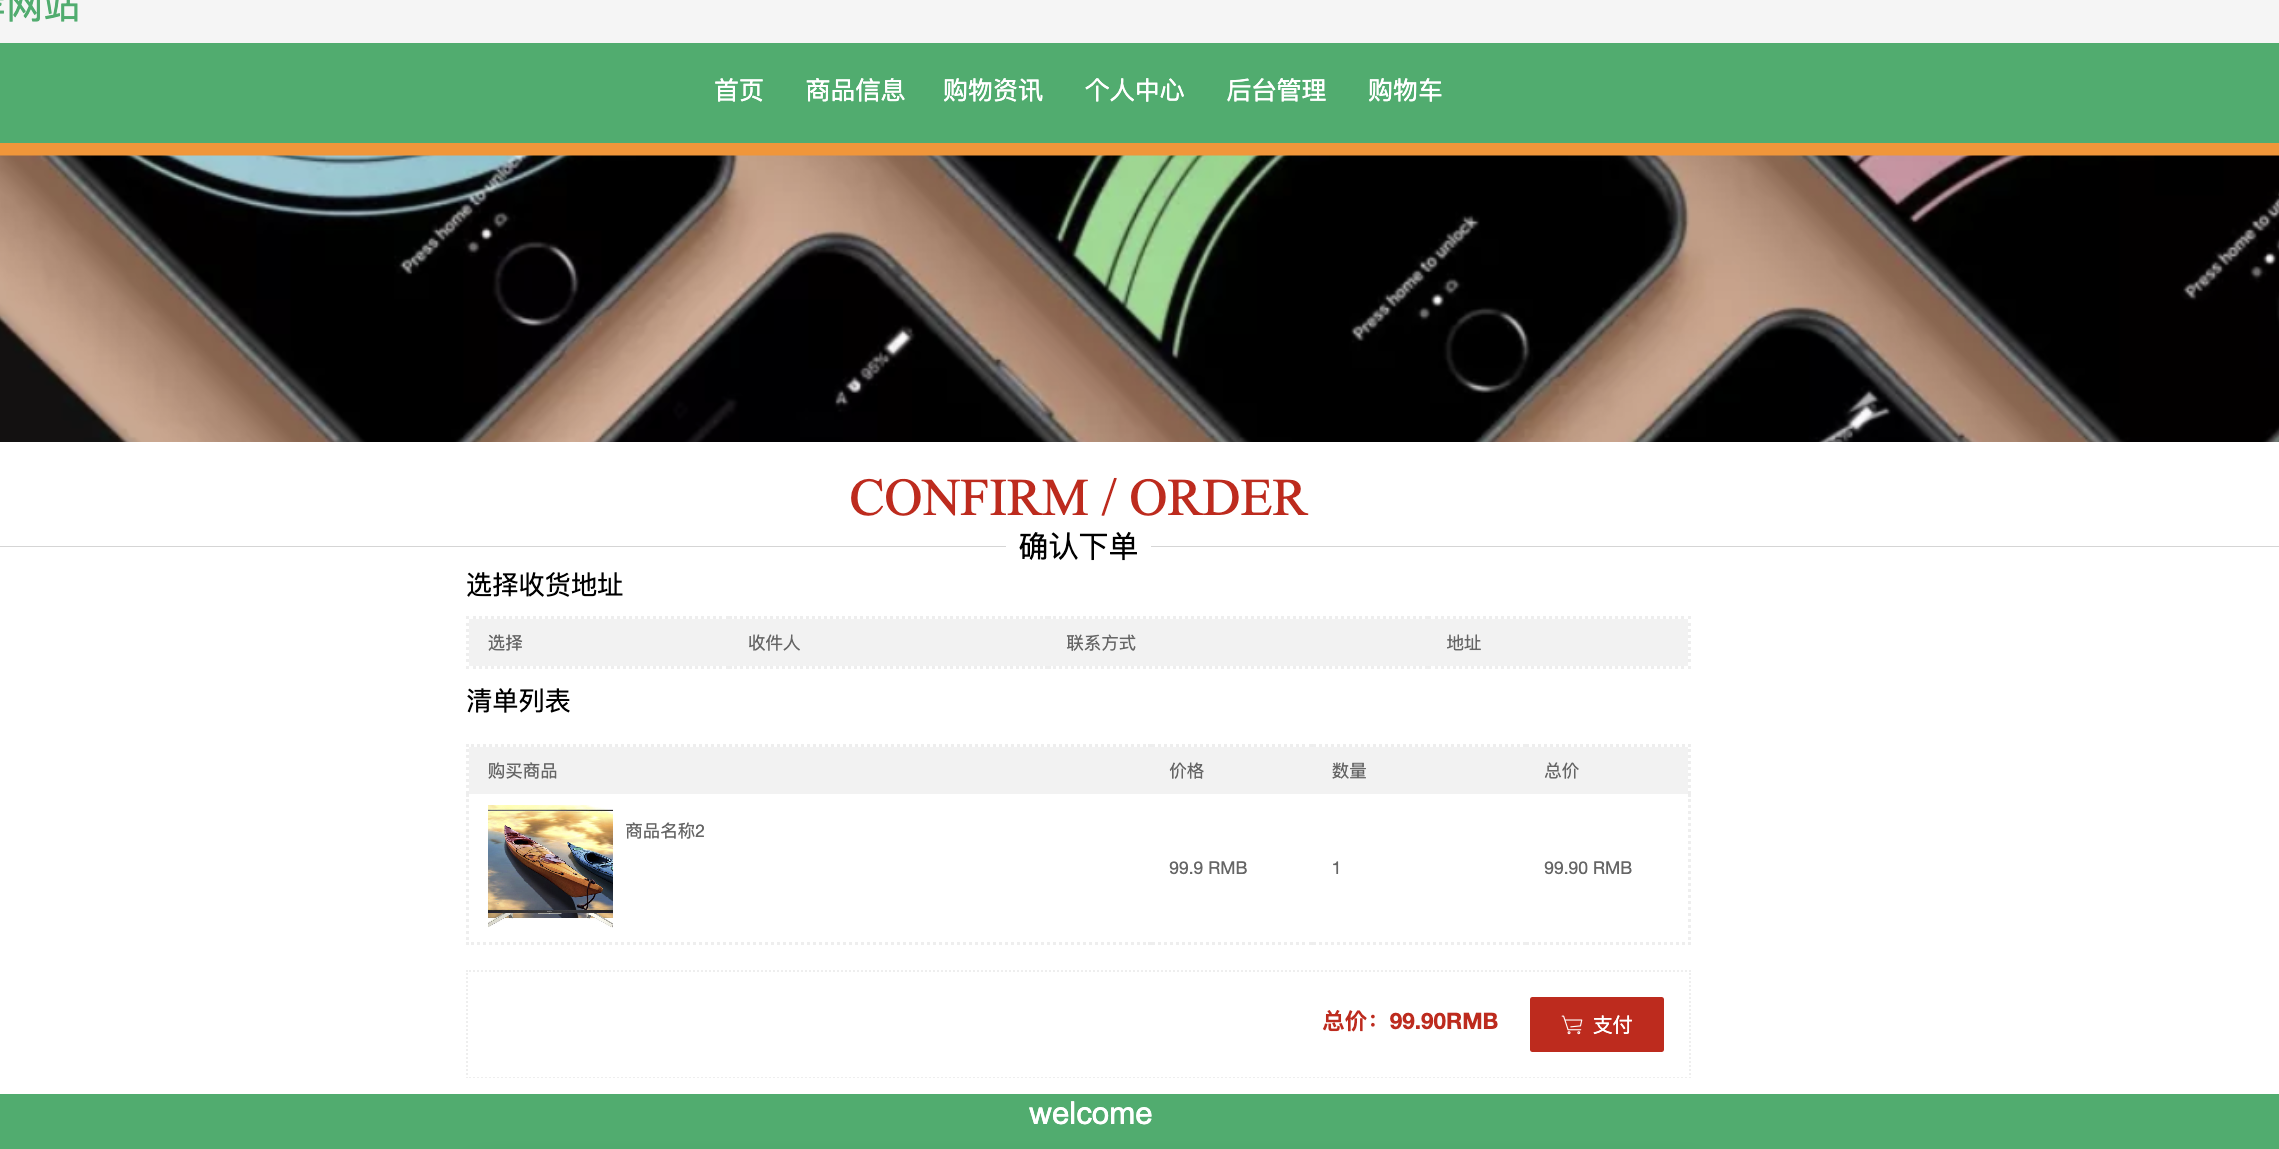 网站
首页 商品信息 购物资讯 个人中心 后台管理 购物车
Press home to unlock
Press home to unlock
Press home to
95%
CONFIRM / ORDER
确认下单
选择收货地址
选择 收件人 联系方式 地址
清单列表
购买商品 价格 数量 总价
商品名称2
99.9 RMB 1 99.90 RMB
总价：99.90RMB 支付
welcome